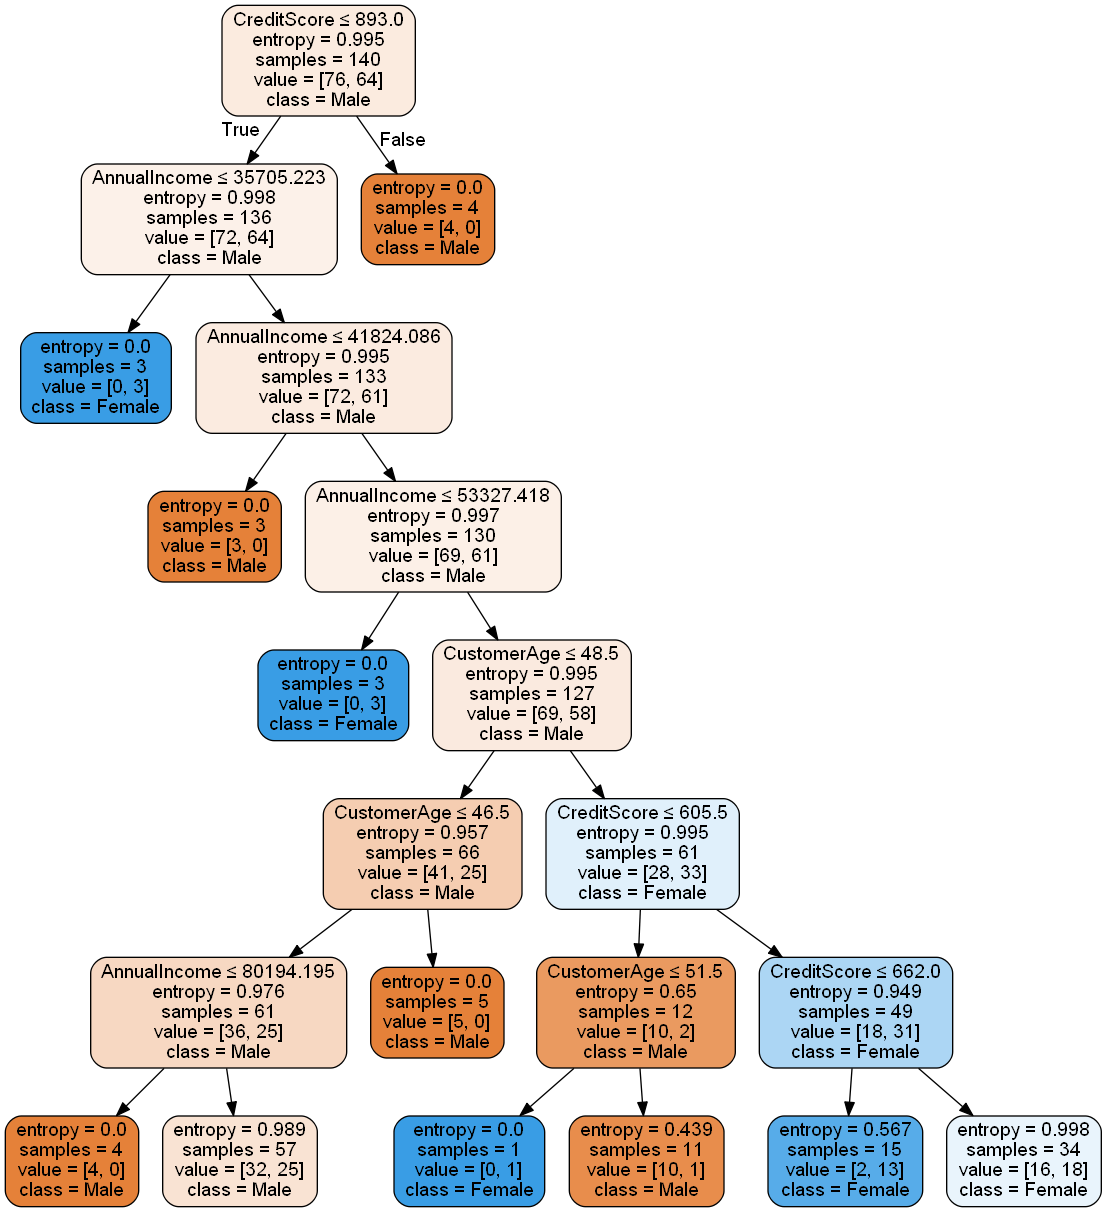 CreditScore ≤ 893.0
entropy = 0.995
samples = 140
value = [76, 64]
class = Male
True
False
AnnualIncome ≤ 35705.223
entropy = 0.998
samples = 136
value = [72, 64]
class = Male
entropy = 0.0
samples = 4
value = [4, 0]
class = Male
entropy = 0.0
samples = 3
value = [0, 3]
class = Female
AnnualIncome ≤ 41824.086
entropy = 0.995
samples = 133
value = [72, 61]
class = Male
entropy = 0.0
samples = 3
value = [3, 0]
class = Male
AnnualIncome ≤ 53327.418
entropy = 0.997
samples = 130
value = [69, 61]
class = Male
entropy = 0.0
samples = 3
value = [0, 3]
class = Female
CustomerAge ≤ 48.5
entropy = 0.995
samples = 127
value = [69, 58]
class = Male
CustomerAge ≤ 46.5
entropy = 0.957
samples = 66
value = [41, 25]
class = Male
CreditScore ≤ 605.5
entropy = 0.995
samples = 61
value = [28, 33]
class = Female
AnnualIncome ≤ 80194.195
entropy = 0.976
samples = 61
value = [36, 25]
class = Male
entropy = 0.0
samples = 5
value = [5, 0]
class = Male
CustomerAge ≤ 51.5
entropy = 0.65
samples = 12
value = [10, 2]
class = Male
CreditScore ≤ 662.0
entropy = 0.949
samples = 49
value = [18, 31]
class = Female
entropy = 0.0
samples = 4
value = [4, 0]
class = Male
entropy = 0.989
samples = 57
value = [32, 25]
class = Male
entropy = 0.0
samples = 1
value = [0, 1]
class = Female
entropy = 0.439
samples = 11
value = [10, 1]
class = Male
entropy = 0.567
samples = 15
value = [2, 13]
class = Female
entropy = 0.998
samples = 34
value = [16, 18]
class = Female